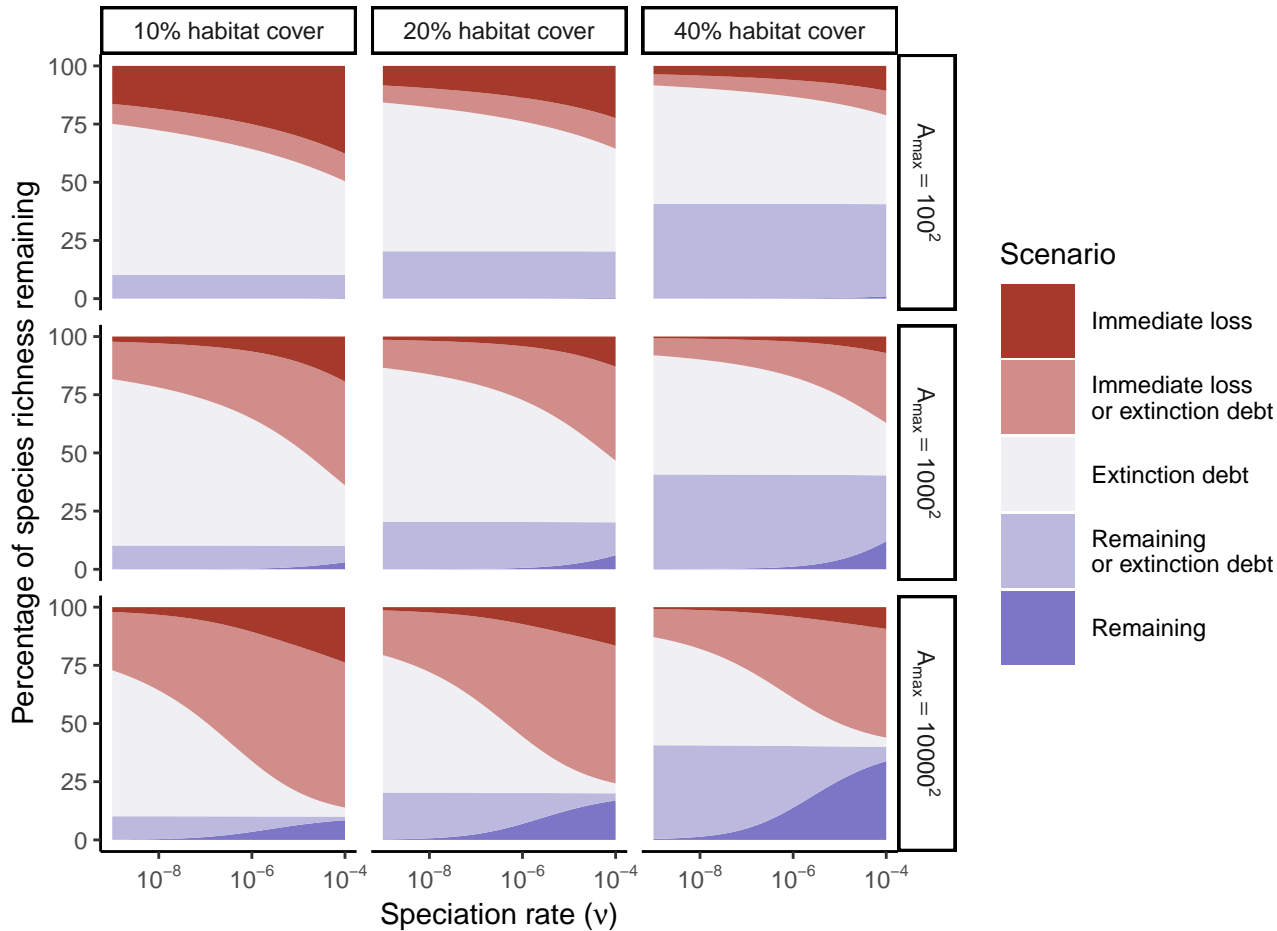 10% habitat cover
20% habitat cover
40% habitat cover
Percentage of species richness remaining
100
75
50
25
0
A_max = 100²
100
75
50
25
0
A_max = 1000²
100
75
50
25
0
A_max = 10000²
10⁻⁸ 10⁻⁶ 10⁻⁴
10⁻⁸ 10⁻⁶ 10⁻⁴
10⁻⁸ 10⁻⁶ 10⁻⁴
Speciation rate (ν)
Scenario
Immediate loss
Immediate loss
or extinction debt
Extinction debt
Remaining
or extinction debt
Remaining